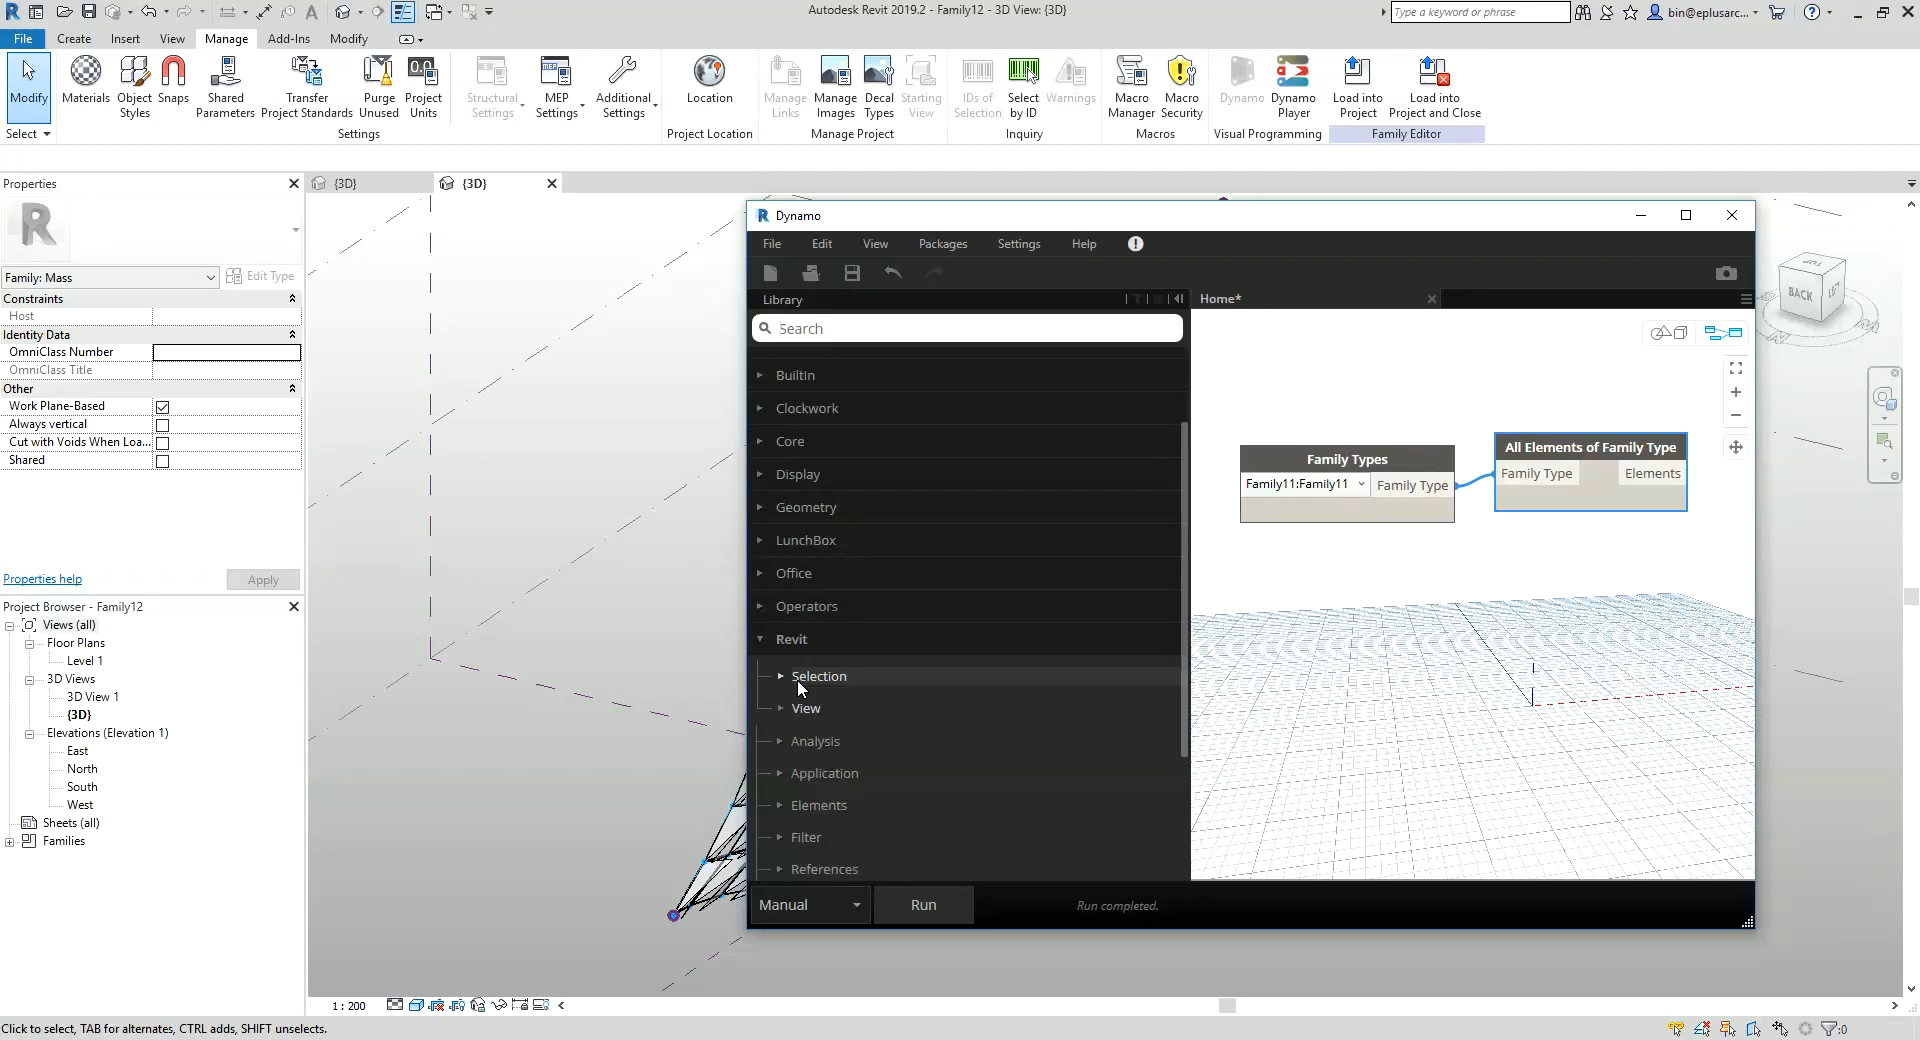 Autodesk Revit 2019.2 - Family12 - 3D View: {3D}
Type a keyword or phrase
bin@eplusarc...
File Create Insert View Manage Add-Ins Modify
Modify
Materials
Object Styles
Snaps
Shared Parameters
Transfer Project Standards
Purge Unused
Project Units
Structural Settings
MEP Settings
Additional Settings
Location
Manage Links
Manage Images
Decal Types
Starting View
IDs of Selection
Select by ID
Warnings
Macro Manager
Macro Security
Dynamo
Dynamo Player
Load into Project
Load into Project and Close
Select
Settings
Project Location
Manage Project
Inquiry
Macros
Visual Programming
Family Editor
Properties
{3D}
{3D}
Family: Mass
Edit Type
Constraints
Host
Identity Data
OmniClass Number
OmniClass Title
Other
Work Plane-Based
Always vertical
Cut with Voids When Loa...
Shared
Properties help
Apply
Project Browser - Family12
Views (all)
Floor Plans
Level 1
3D Views
3D View 1
{3D}
Elevations (Elevation 1)
East
North
South
West
Sheets (all)
Families
Dynamo
File Edit View Packages Settings Help
Library
Home*
Search
BuiltIn
Clockwork
Core
Display
Geometry
LunchBox
Office
Operators
Revit
Selection
View
Analysis
Application
Elements
Filter
References
Family Types
Family11:Family11
Family Type
All Elements of Family Type
Family Type
Elements
Manual
Run
Run completed.
TOP
BACK
LEFT
1 : 200
Click to select, TAB for alternates, CTRL adds, SHIFT unselects.
:0